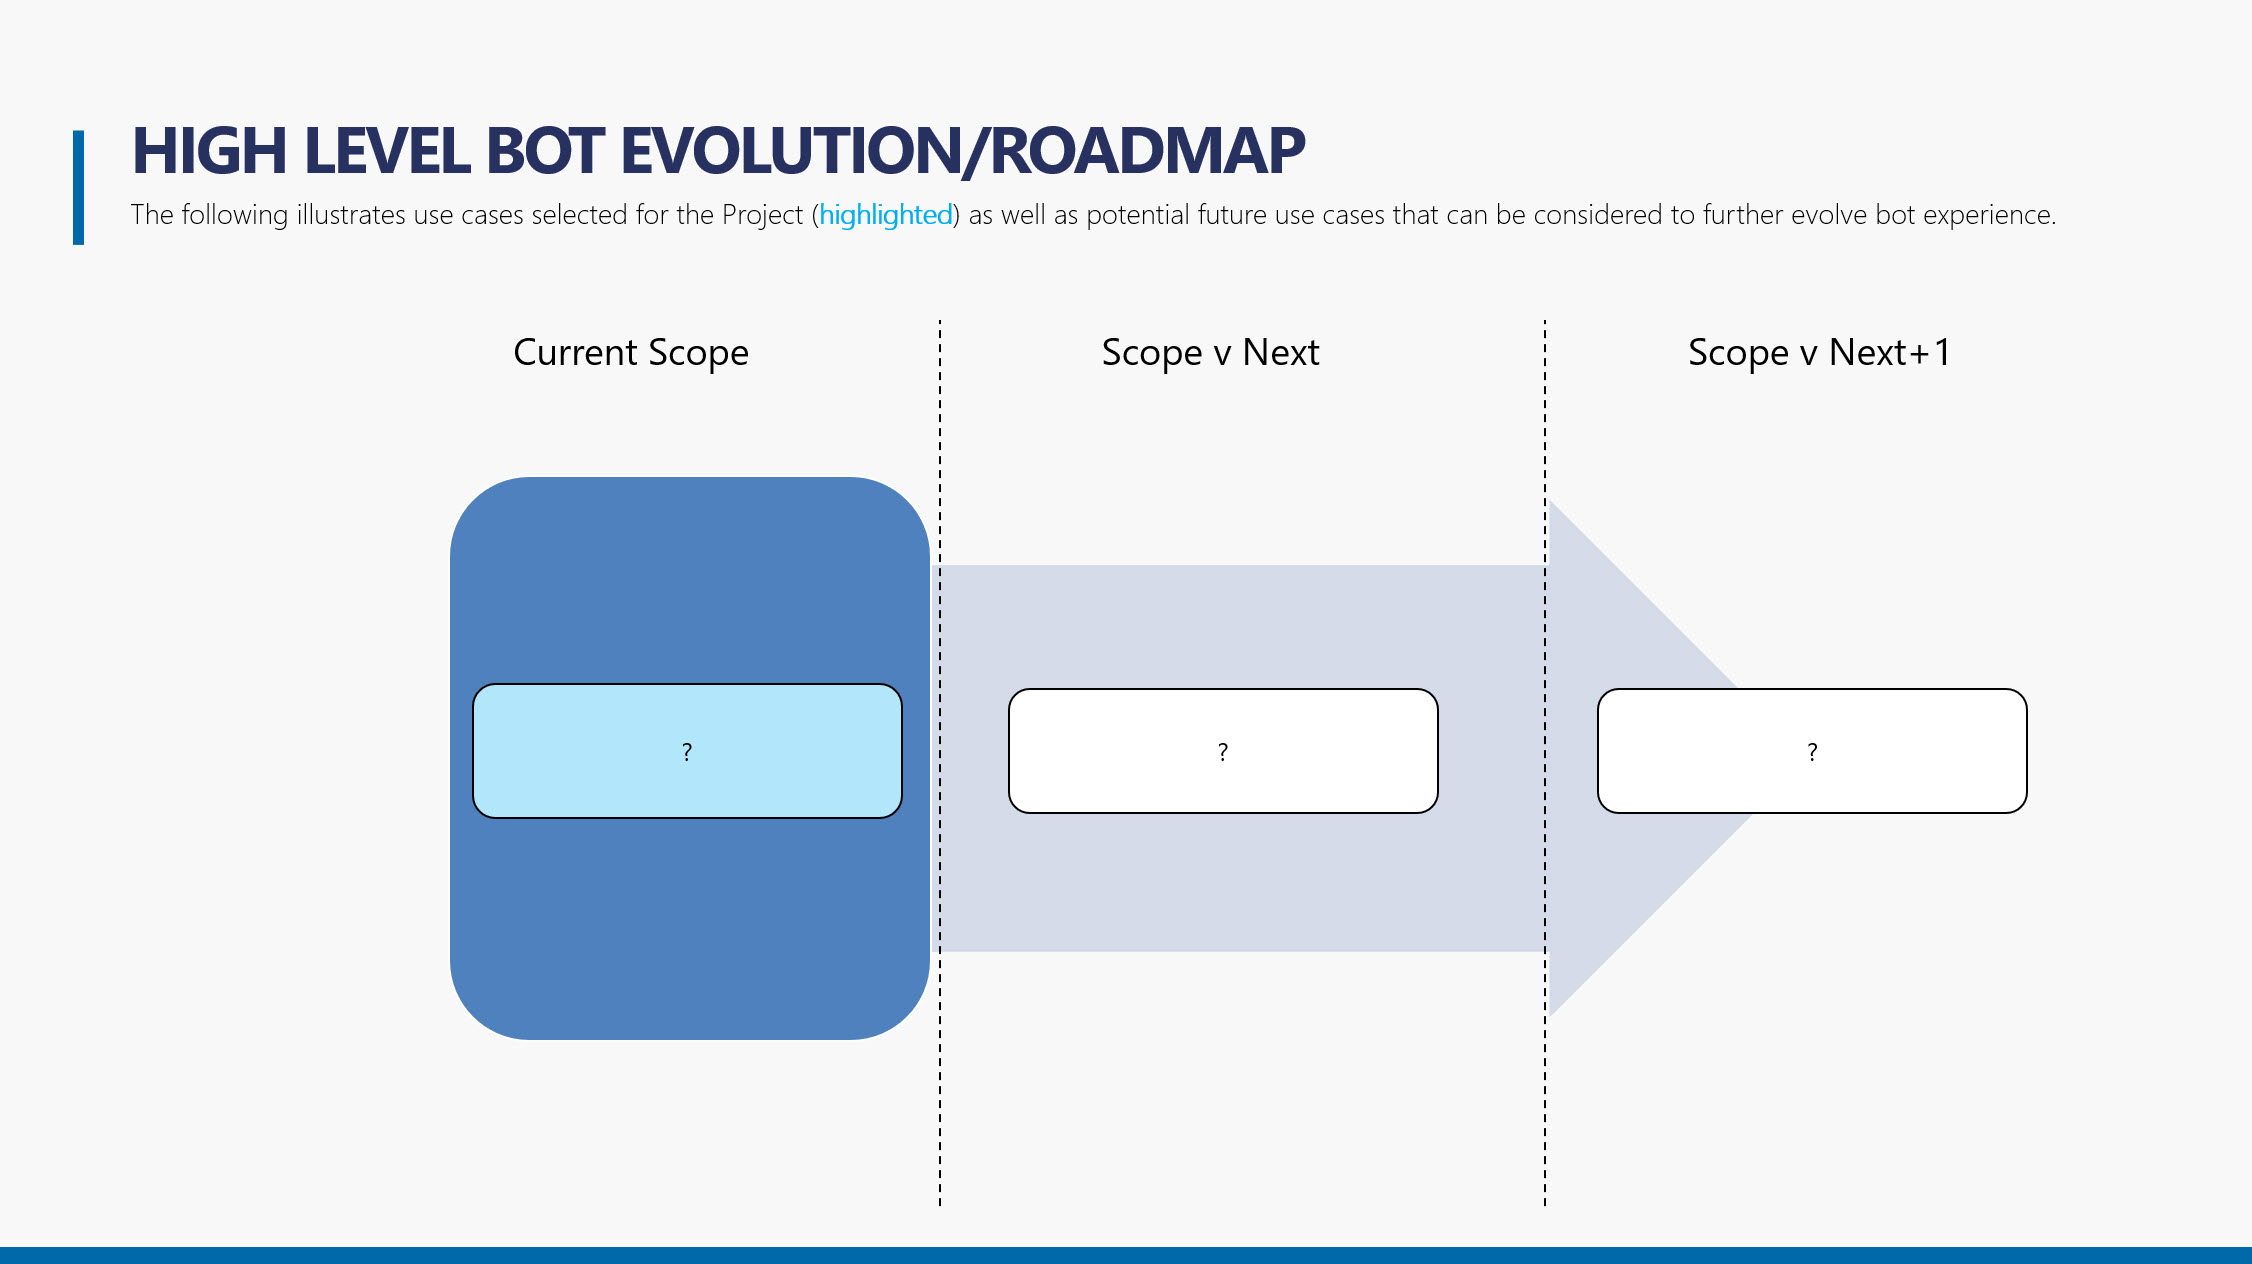 HIGH LEVEL BOT EVOLUTION/ROADMAP
The following illustrates use cases selected for the Project (highlighted) as well as potential future use cases that can be considered to further evolve bot experience.
Current Scope
Scope v Next
Scope v Next+1
?
?
?